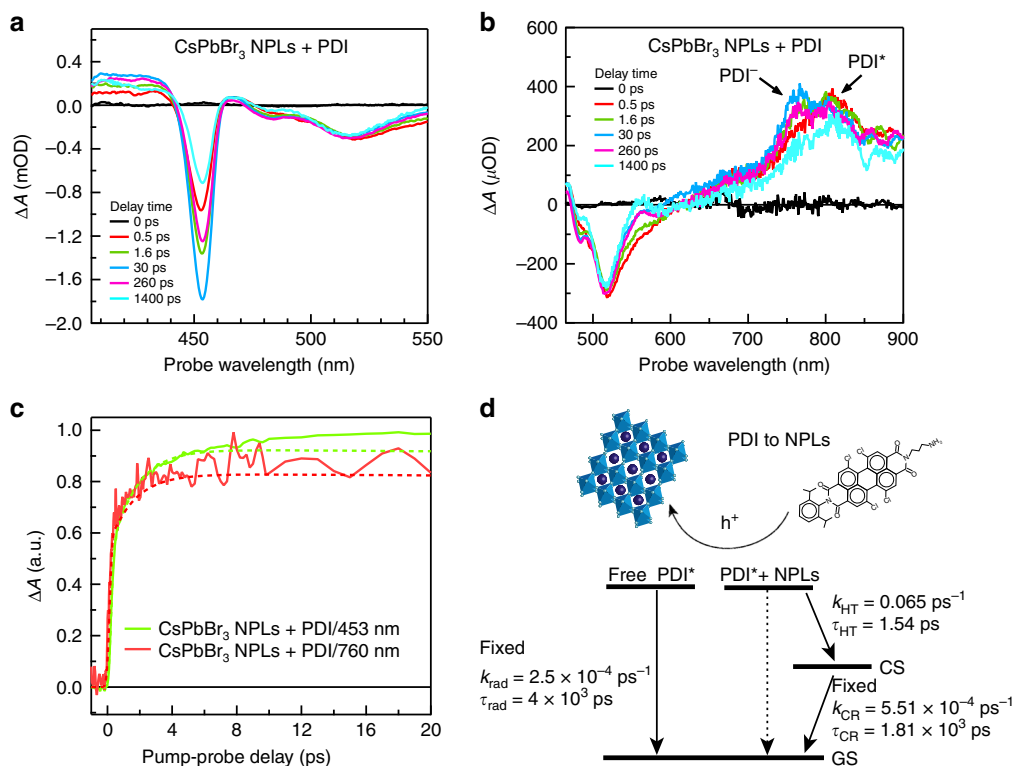 a
CsPbBr₃ NPLs + PDI
ΔA (mOD)
0.4
0.0
–0.4
–0.8
–1.2
–1.6
–2.0
Delay time
0 ps
0.5 ps
1.6 ps
30 ps
260 ps
1400 ps
450
500
550
Probe wavelength (nm)
b
CsPbBr₃ NPLs + PDI
PDI⁻
PDI*
ΔA (μOD)
600
400
200
0
–200
–400
Delay time
0 ps
0.5 ps
1.6 ps
30 ps
260 ps
1400 ps
500
600
700
800
900
Probe wavelength (nm)
c
ΔA (a.u.)
1.0
0.8
0.6
0.4
0.2
0.0
CsPbBr₃ NPLs + PDI/453 nm
CsPbBr₃ NPLs + PDI/760 nm
0
4
8
12
16
20
Pump-probe delay (ps)
d
PDI to NPLs
h⁺
Free PDI*
PDI*+ NPLs
k_HT = 0.065 ps⁻¹
τ_HT = 1.54 ps
Fixed
k_rad = 2.5 × 10⁻⁴ ps⁻¹
τ_rad = 4 × 10³ ps
CS
Fixed
k_CR = 5.51 × 10⁻⁴ ps⁻¹
τ_CR = 1.81 × 10³ ps
GS